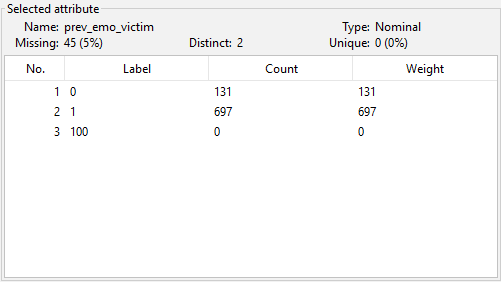 Selected attribute
Name: prev_emo_victim Type: Nominal
Missing: 45 (5%) Distinct: 2 Unique: 0 (0%)
No. Label Count Weight
1 0 131 131
2 1 697 697
3 100 0 0